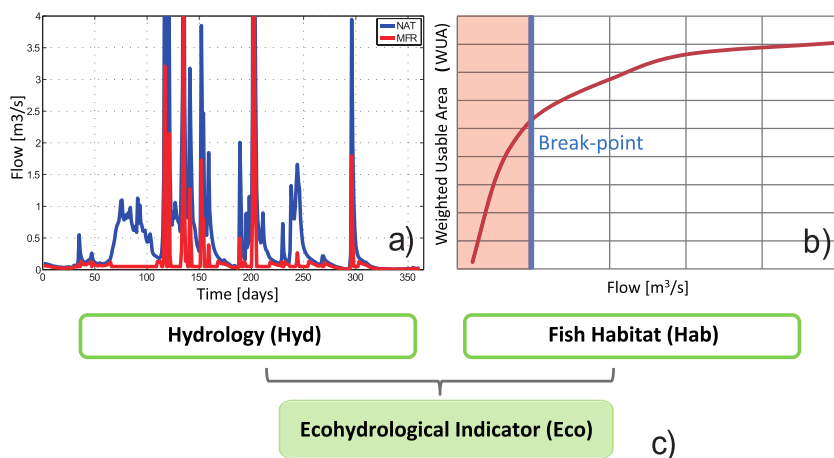 4
3.5
3
2.5
2
1.5
1
0.5
0
Flow [m3/s]
NAT
MFR
a)
0 50 100 150 200 250 300 350
Time [days]
Weighted Usable Area (WUA)
Break-point
b)
Flow [m³/s]
Hydrology (Hyd)
Fish Habitat (Hab)
Ecohydrological Indicator (Eco)
c)